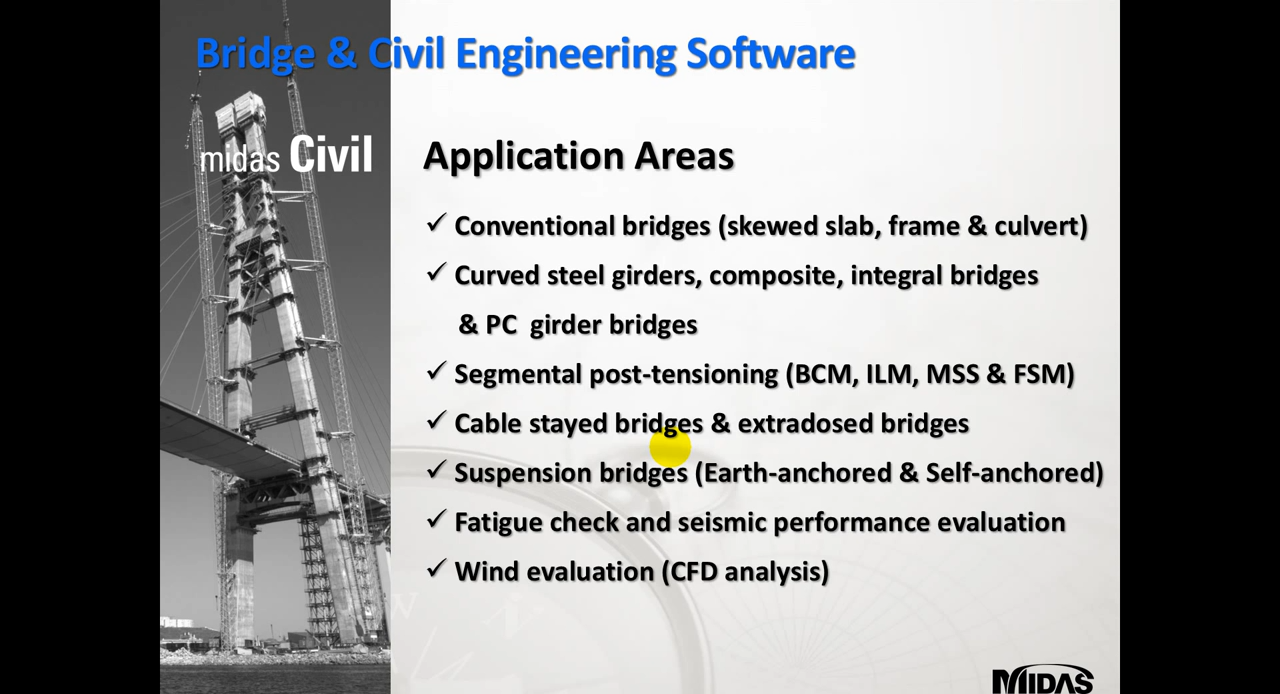 Bridge & Civil Engineering Software
midas Civil
Application Areas
✓ Conventional bridges (skewed slab, frame & culvert)
✓ Curved steel girders, composite, integral bridges
& PC girder bridges
✓ Segmental post-tensioning (BCM, ILM, MSS & FSM)
✓ Cable stayed bridges & extradosed bridges
✓ Suspension bridges (Earth-anchored & Self-anchored)
✓ Fatigue check and seismic performance evaluation
✓ Wind evaluation (CFD analysis)
MIDAS